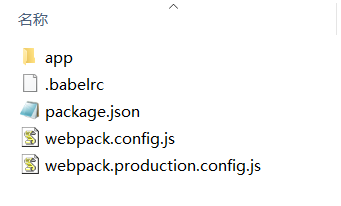 名称
app
.babelrc
package.json
webpack.config.js
webpack.production.config.js